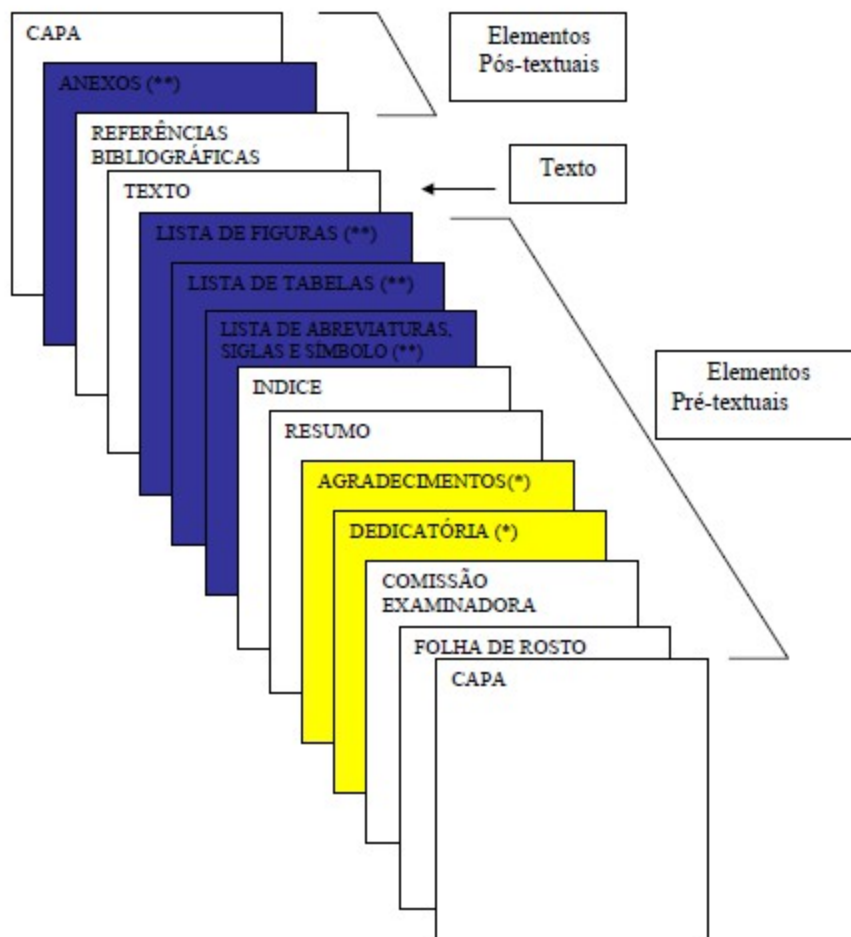 CAPA
Elementos
Pós-textuais
ANEXOS (**)
REFERÊNCIAS
BIBLIOGRÁFICAS
Texto
TEXTO
LISTA DE FIGURAS (**)
LISTA DE TABELAS (**)
LISTA DE ABREVIATURAS,
SIGLAS E SÍMBOLO (**)
Elementos
Pré-textuais
INDICE
RESUMO
AGRADECIMENTOS(*)
DEDICATÓRIA (*)
COMISSÃO
EXAMINADORA
FOLHA DE ROSTO
CAPA